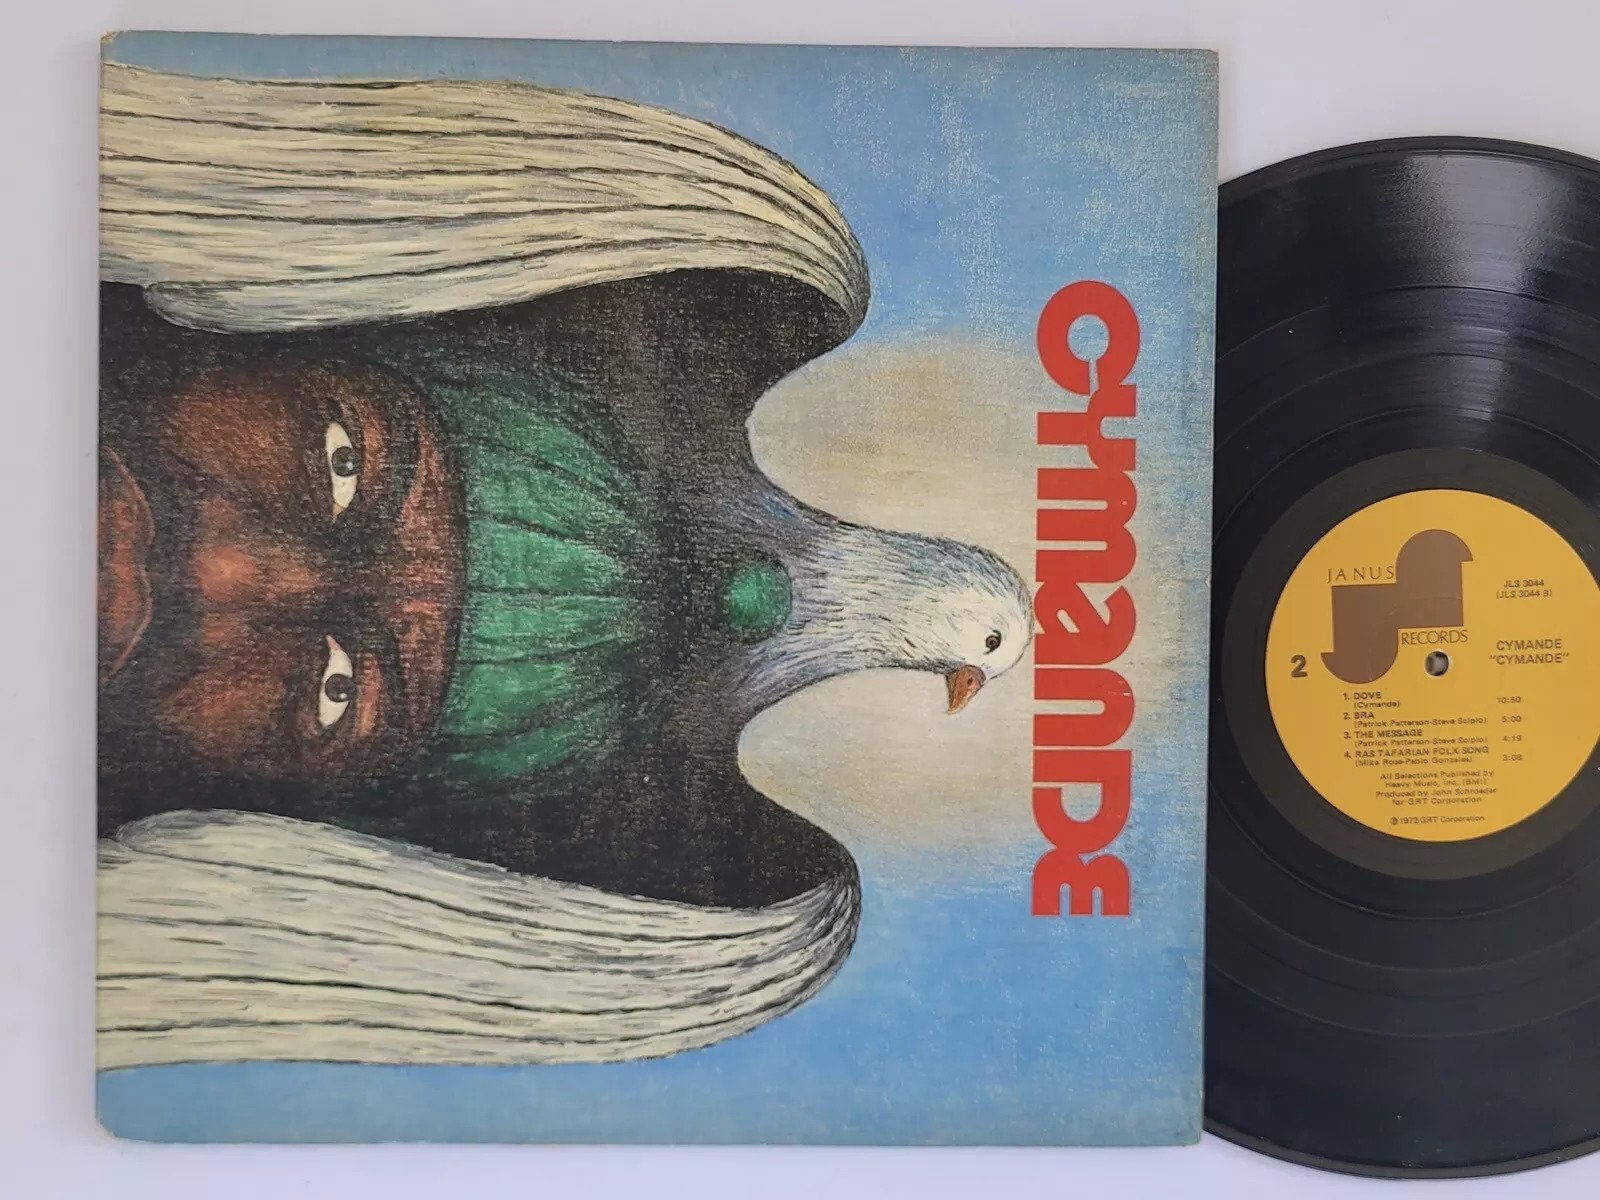 CYMANDE
JANUS
RECORDS
JLS 3044
(JLS 3044 B)
CYMANDE
"CYMANDE"
2
1. DOVE 10:50
(Cymande)
2. BRA 5:00
(Patrick Patterson-Steve Scipio)
3. THE MESSAGE 4:19
(Patrick Patterson-Steve Scipio)
4. RAS TAFARIAN FOLK SONG 3:08
(Mike Rose-Pablo Gonzales)
All Selections Published by
Heavy Music, Inc. (BMI)
Produced by John Schroeder
for GRT Corporation
℗ 1972 GRT Corporation